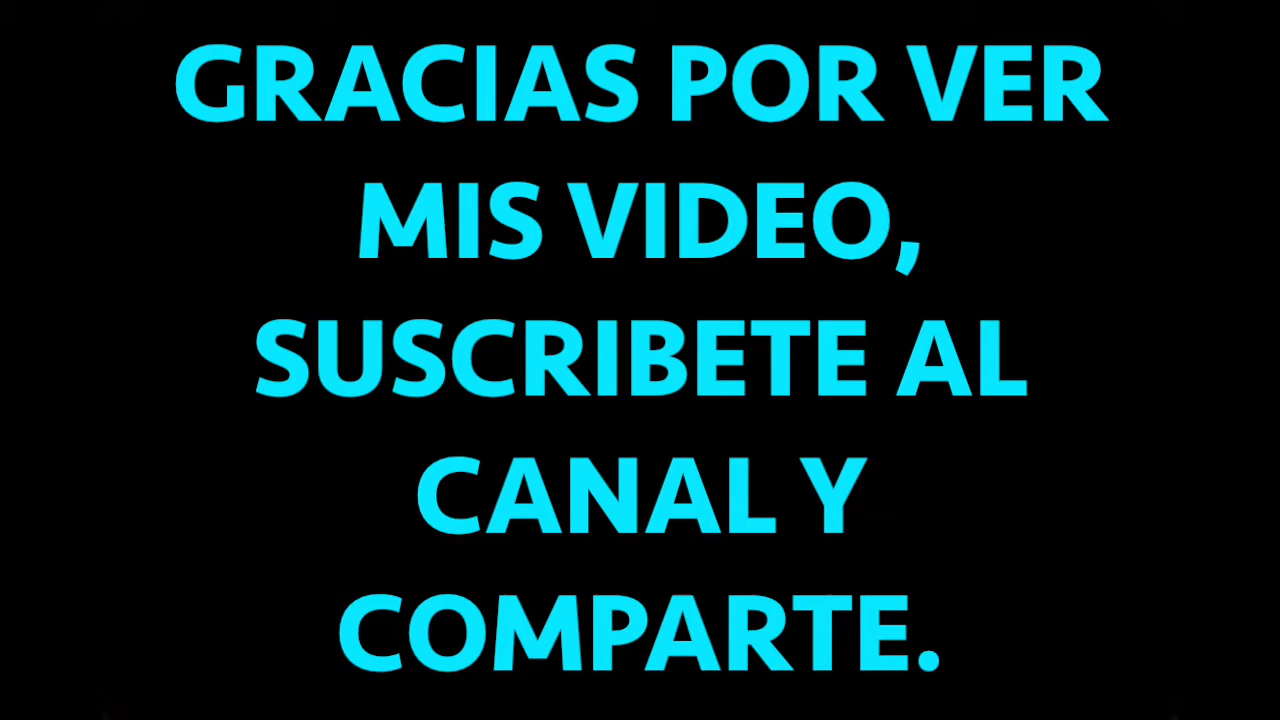 GRACIAS POR VER
MIS VIDEO,
SUSCRIBETE AL
CANAL Y
COMPARTE.